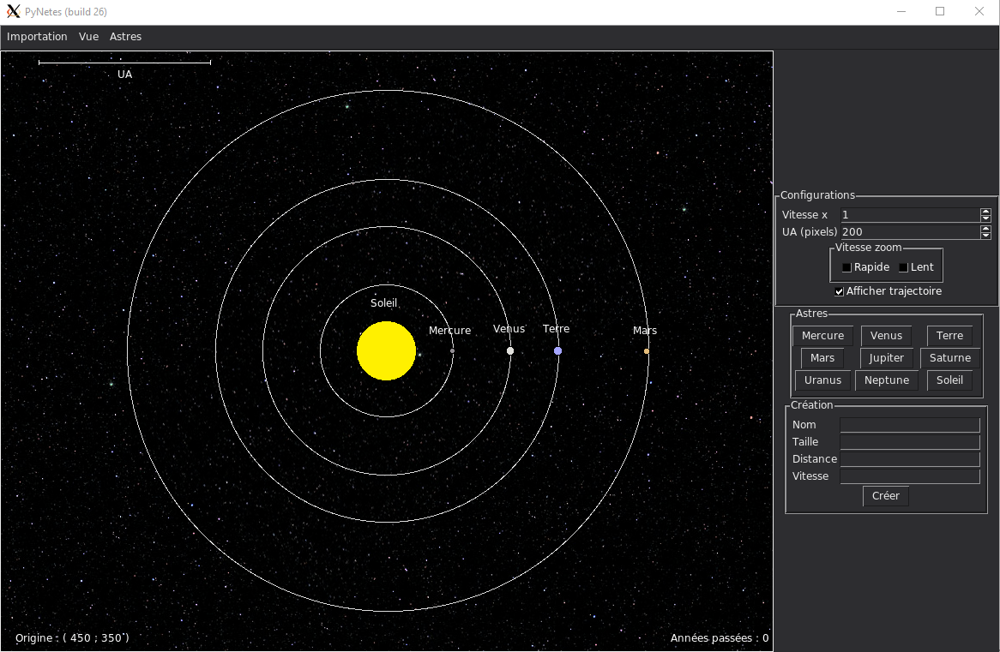 PyNetes (build 26)
Importation Vue Astres
UA
Soleil
Mercure
Venus
Terre
Mars
Origine : ( 450 ; 350 )
Années passées : 0
Configurations
Vitesse x 1
UA (pixels) 200
Vitesse zoom
Rapide Lent
Afficher trajectoire
Astres
Mercure Venus Terre
Mars Jupiter Saturne
Uranus Neptune Soleil
Création
Nom
Taille
Distance
Vitesse
Créer